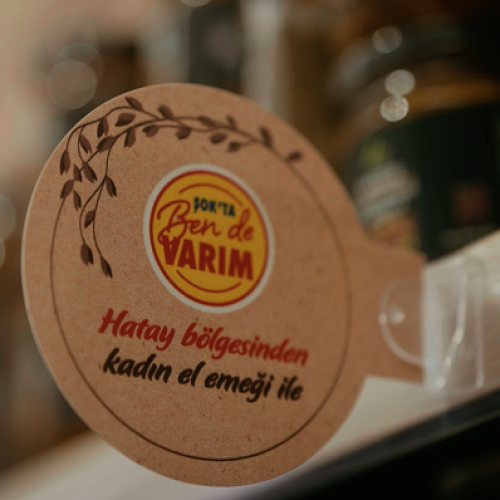 ŞOK'TA
Ben de
VARIM
Hatay bölgesinden
kadın el emeği ile